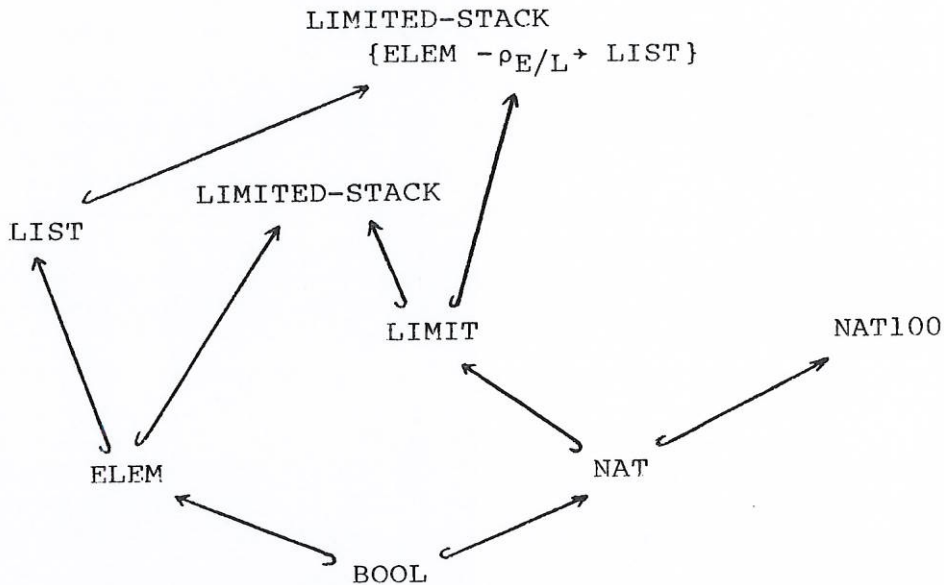 LIMITED-STACK
{ELEM -ρE/L→ LIST}
LIMITED-STACK
LIST
LIMIT
NAT100
ELEM
NAT
BOOL